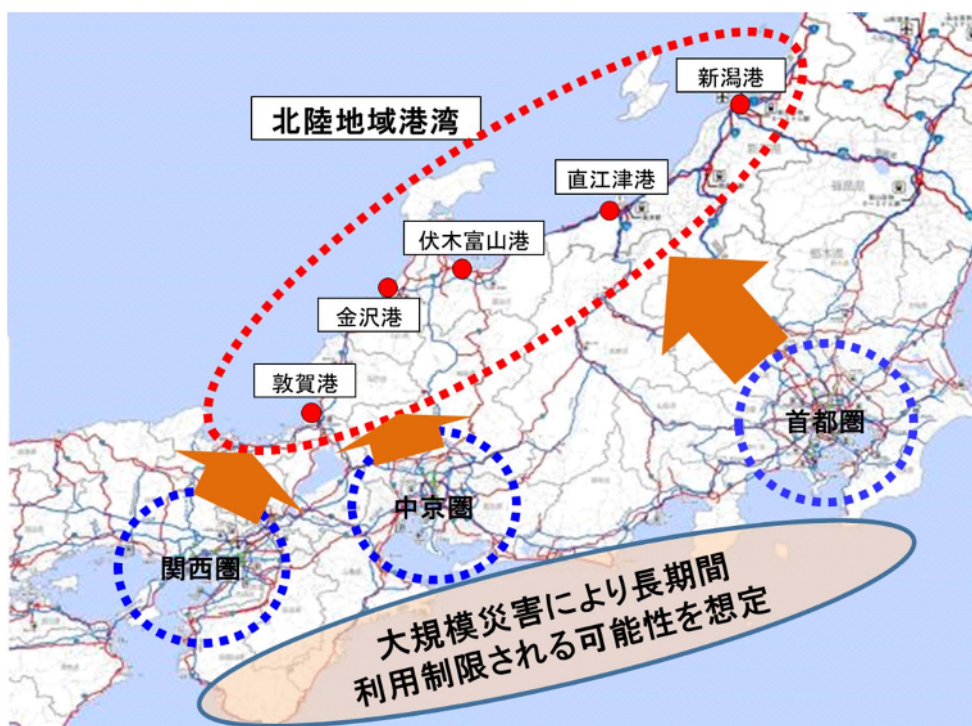 新潟港
北陸地域港湾
直江津港
伏木富山港
金沢港
敦賀港
首都圏
中京圏
関西圏
大規模災害により長期間
利用制限される可能性を想定